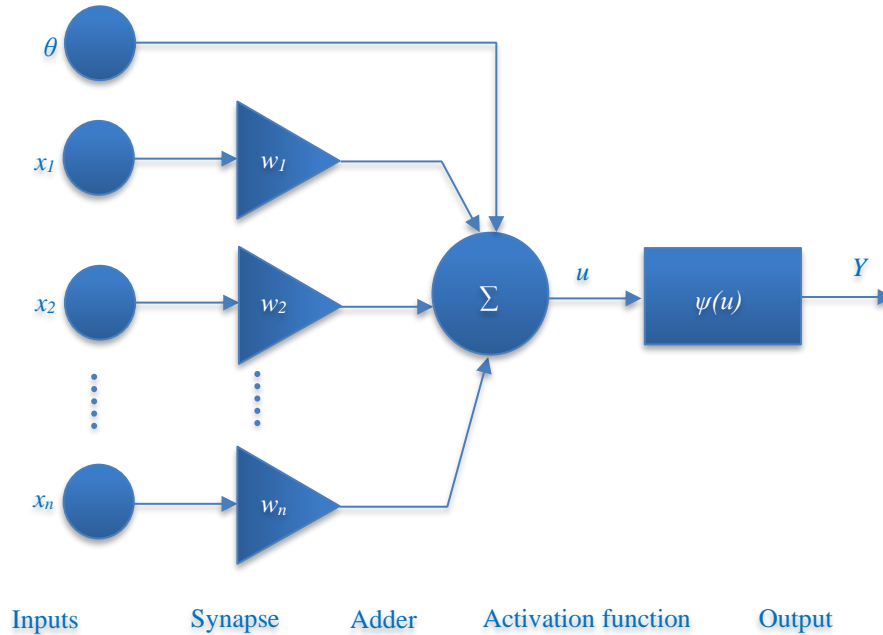 θ
x1
w1
x2
w2
∑
u
ψ(u)
Y
xn
wn
Inputs Synapse Adder Activation function Output